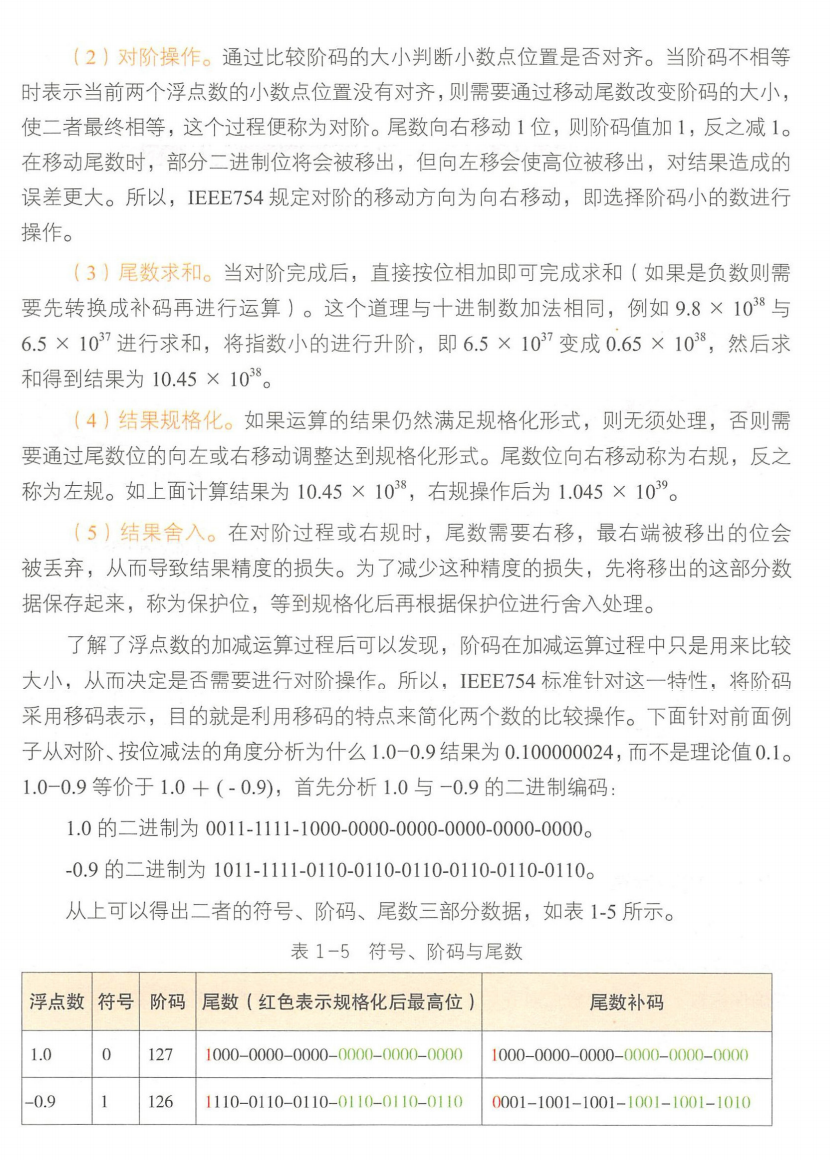 （2）对阶操作。通过比较阶码的大小判断小数点位置是否对齐。当阶码不相等
时表示当前两个浮点数的小数点位置没有对齐，则需要通过移动尾数改变阶码的大小，
使二者最终相等，这个过程便称为对阶。尾数向右移动 1 位，则阶码值加 1，反之减 1。
在移动尾数时，部分二进制位将会被移出，但向左移会使高位被移出，对结果造成的
误差更大。所以，IEEE754 规定对阶的移动方向为向右移动，即选择阶码小的数进行
操作。
（3）尾数求和。当对阶完成后，直接按位相加即可完成求和（如果是负数则需
要先转换成补码再进行运算）。这个道理与十进制数加法相同，例如 9.8 × 10³⁸ 与
6.5 × 10³⁷ 进行求和，将指数小的进行升阶，即 6.5 × 10³⁷ 变成 0.65 × 10³⁸，然后求
和得到结果为 10.45 × 10³⁸。
（4）结果规格化。如果运算的结果仍然满足规格化形式，则无须处理，否则需
要通过尾数位的向左或右移动调整达到规格化形式。尾数位向右移动称为右规，反之
称为左规。如上面计算结果为 10.45 × 10³⁸，右规操作后为 1.045 × 10³⁹。
（5）结果舍入。在对阶过程或右规时，尾数需要右移，最右端被移出的位会
被丢弃，从而导致结果精度的损失。为了减少这种精度的损失，先将移出的这部分数
据保存起来，称为保护位，等到规格化后再根据保护位进行舍入处理。
了解了浮点数的加减运算过程后可以发现，阶码在加减运算过程中只是用来比较
大小，从而决定是否需要进行对阶操作。所以，IEEE754 标准针对这一特性，将阶码
采用移码表示，目的就是利用移码的特点来简化两个数的比较操作。下面针对前面例
子从对阶、按位减法的角度分析为什么 1.0-0.9 结果为 0.100000024，而不是理论值 0.1。
1.0-0.9 等价于 1.0 + ( - 0.9)，首先分析 1.0 与 -0.9 的二进制编码：
1.0 的二进制为 0011-1111-1000-0000-0000-0000-0000-0000。
-0.9 的二进制为 1011-1111-0110-0110-0110-0110-0110-0110。
从上可以得出二者的符号、阶码、尾数三部分数据，如表 1-5 所示。
表 1-5 符号、阶码与尾数
浮点数 符号 阶码 尾数（红色表示规格化后最高位） 尾数补码
1.0 0 127 1000-0000-0000-0000-0000-0000 1000-0000-0000-0000-0000-0000
-0.9 1 126 1110-0110-0110-0110-0110-0110 0001-1001-1001-1001-1001-1010